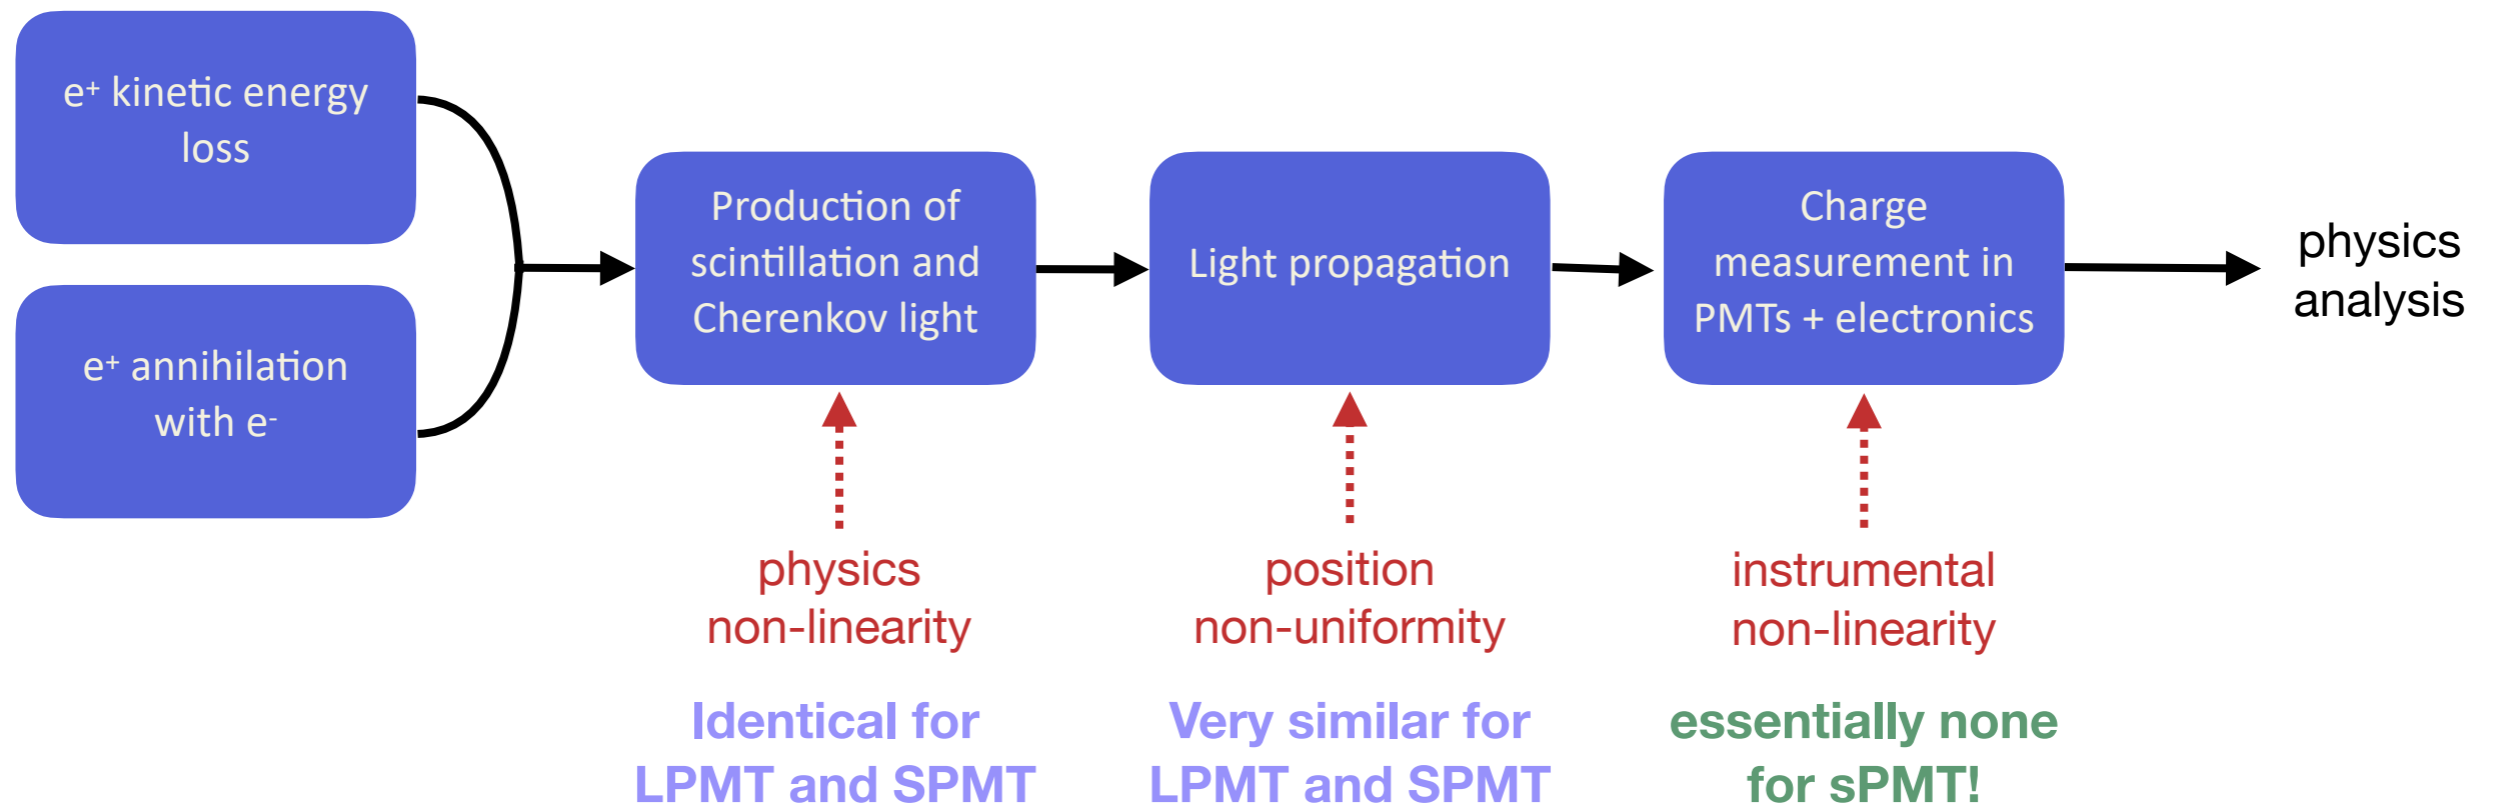 e⁺ kinetic energy
loss
e⁺ annihilation
with e⁻
Production of
scintillation and
Cherenkov light
Light propagation
Charge
measurement in
PMTs + electronics
physics
analysis
physics
non-linearity
position
non-uniformity
instrumental
non-linearity
Identical for
LPMT and SPMT
Very similar for
LPMT and SPMT
essentially none
for sPMT!